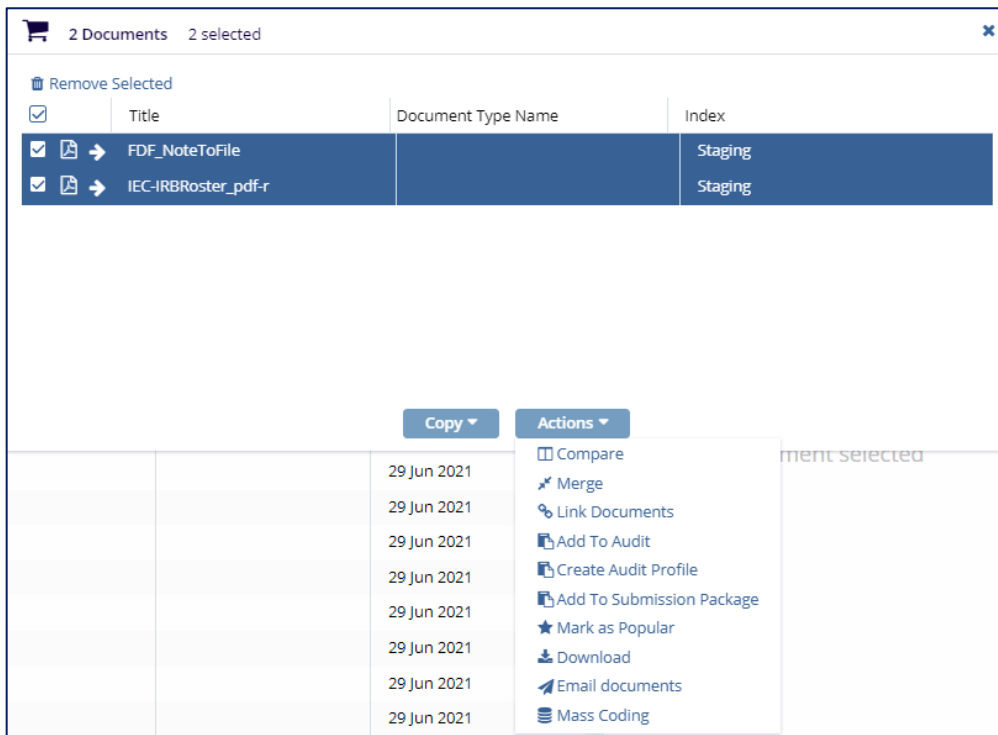 2 Documents 2 selected
Remove Selected
Title Document Type Name Index
FDF_NoteToFile Staging
IEC-IRBRoster_pdf-r Staging
Copy Actions
ment selected
Compare
29 Jun 2021
Merge
29 Jun 2021
Link Documents
29 Jun 2021
Add To Audit
29 Jun 2021
Create Audit Profile
29 Jun 2021
Add To Submission Package
29 Jun 2021
Mark as Popular
29 Jun 2021
Download
29 Jun 2021
Email documents
Mass Coding